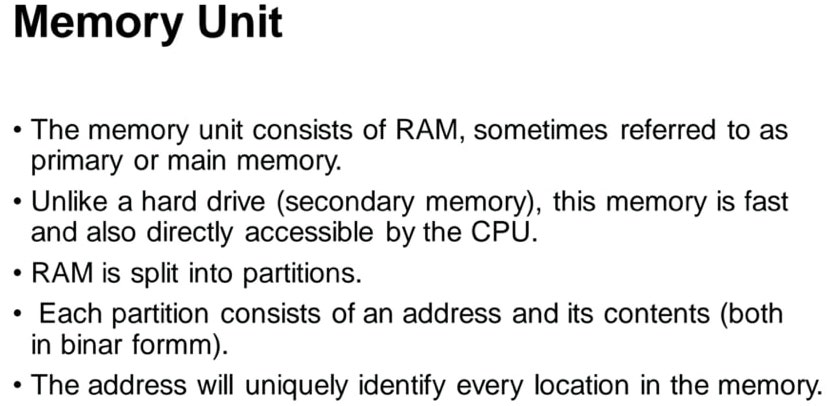 Memory Unit
• The memory unit consists of RAM, sometimes referred to as
primary or main memory.
• Unlike a hard drive (secondary memory), this memory is fast
and also directly accessible by the CPU.
• RAM is split into partitions.
• Each partition consists of an address and its contents (both
in binar formm).
• The address will uniquely identify every location in the memory.